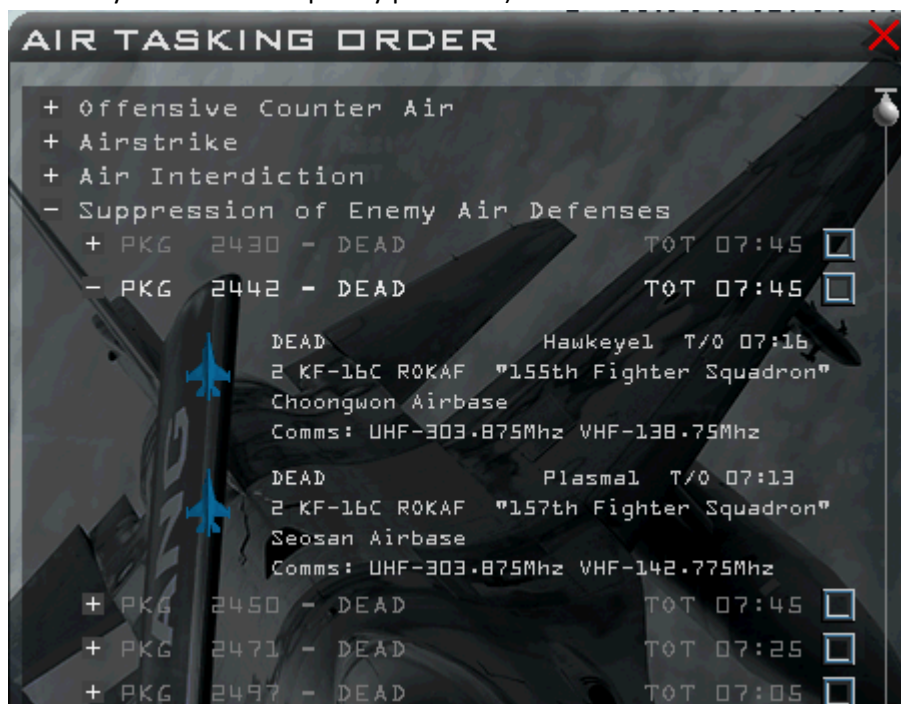 AIR TASKING ORDER
+ Offensive Counter Air
+ Airstrike
+ Air Interdiction
- Suppression of Enemy Air Defenses
+ PKG 2430 - DEAD TOT 07:45
- PKG 2442 - DEAD TOT 07:45
DEAD Hawkeye1 T/O 07:16
2 KF-16C ROKAF "155th Fighter Squadron"
Choongwon Airbase
Comms: UHF-303.875Mhz VHF-138.75Mhz
DEAD Plasma1 T/O 07:13
2 KF-16C ROKAF "157th Fighter Squadron"
Seosan Airbase
Comms: UHF-303.875Mhz VHF-142.775Mhz
+ PKG 2450 - DEAD TOT 07:45
+ PKG 2471 - DEAD TOT 07:25
+ PKG 2497 - DEAD TOT 07:05